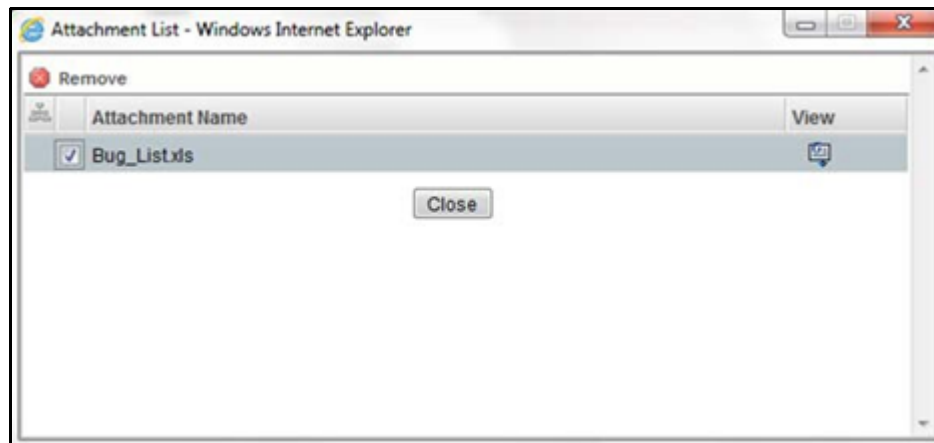 Attachment List - Windows Internet Explorer
Remove
Attachment Name View
Bug_List.xls
Close